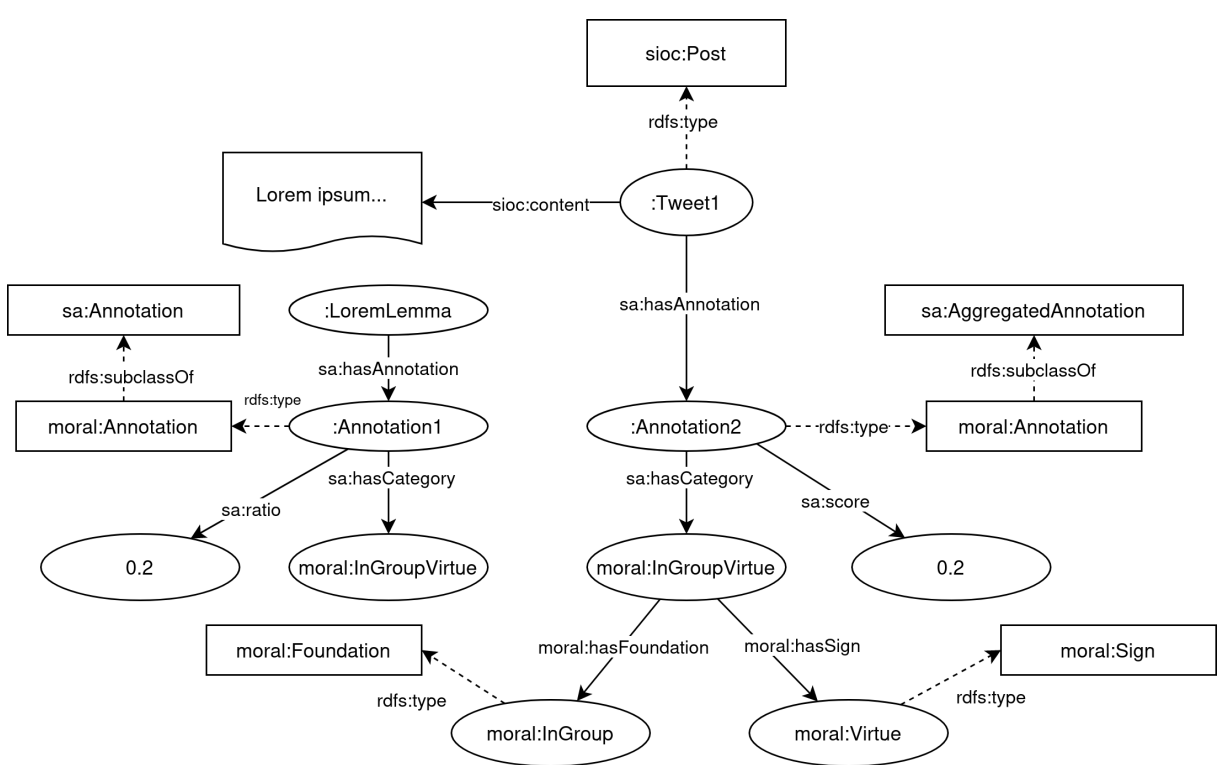 sioc:Post
rdfs:type
Lorem ipsum...
sioc:content
:Tweet1
sa:hasAnnotation
sa:Annotation
:LoremLemma
sa:AggregatedAnnotation
rdfs:subclassOf
sa:hasAnnotation
rdfs:subclassOf
moral:Annotation
rdfs:type
:Annotation1
:Annotation2
rdfs:type
moral:Annotation
sa:ratio
sa:hasCategory
sa:hasCategory
sa:score
0.2
moral:InGroupVirtue
moral:InGroupVirtue
0.2
moral:Foundation
moral:hasFoundation
moral:hasSign
moral:Sign
rdfs:type
rdfs:type
moral:InGroup
moral:Virtue